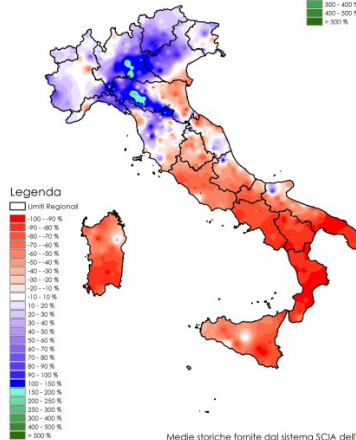 300 - 400 %
400 - 500 %
> 500 %
Legenda
Limiti Regionali
-100 - -90 %
-90 - -80 %
-80 - -70 %
-70 - -60 %
-60 - -50 %
-50 - -40 %
-40 - -30 %
-30 - -20 %
-20 - -10 %
-10 - 10 %
10 - 20 %
20 - 30 %
30 - 40 %
40 - 50 %
50 - 60 %
60 - 70 %
70 - 80 %
80 - 90 %
90 - 100 %
100 - 150 %
150 - 200 %
200 - 250 %
250 - 300 %
300 - 400 %
400 - 500 %
> 500 %
Medie storiche fornite dal sistema SCIA dell'